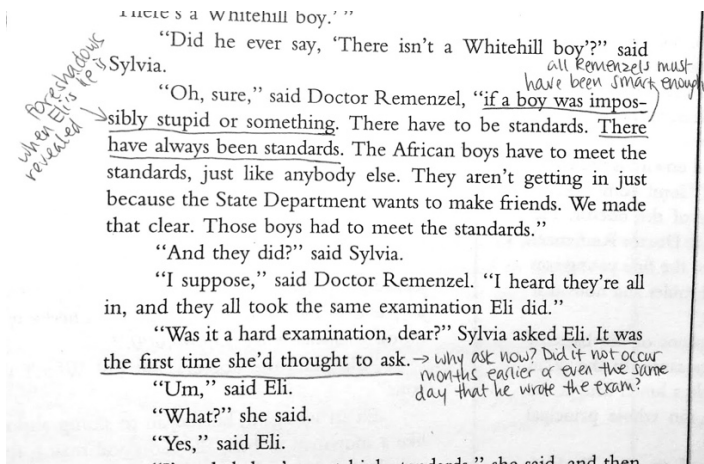 There's a Whitehill boy.' "
"Did he ever say, 'There isn't a Whitehill boy'?" said
Sylvia.
all Remenzels must
have been smart enough
"Oh, sure," said Doctor Remenzel, "if a boy was impos-
sibly stupid or something. There have to be standards. There
have always been standards. The African boys have to meet the
standards, just like anybody else. They aren't getting in just
because the State Department wants to make friends. We made
that clear. Those boys had to meet the standards."
foreshadows
when Eli's lie is
revealed
"And they did?" said Sylvia.
"I suppose," said Doctor Remenzel. "I heard they're all
in, and they all took the same examination Eli did."
"Was it a hard examination, dear?" Sylvia asked Eli. It was
the first time she'd thought to ask.
→ why ask now? Did it not occur
months earlier or even the same
day that he wrote the exam?
"Um," said Eli.
"What?" she said.
"Yes," said Eli.
standards," she said, and then